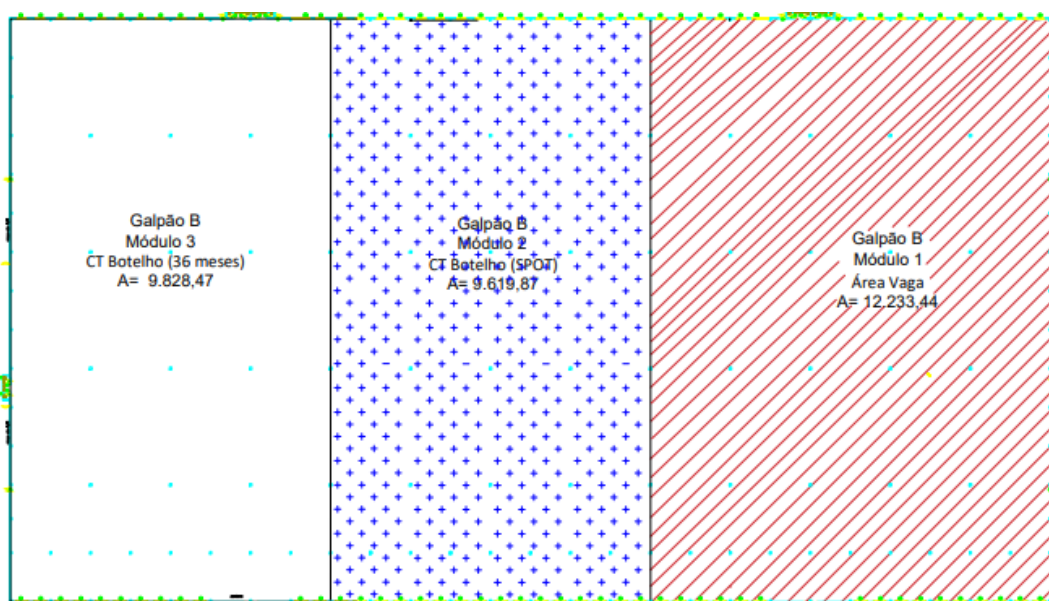 Galpão B
Módulo 3
CT Botelho (36 meses)
A= 9.828,47
Galpão B
Módulo 2
CT Botelho (SPOT)
A= 9.619,87
Galpão B
Módulo 1
Área Vaga
A= 12.233,44